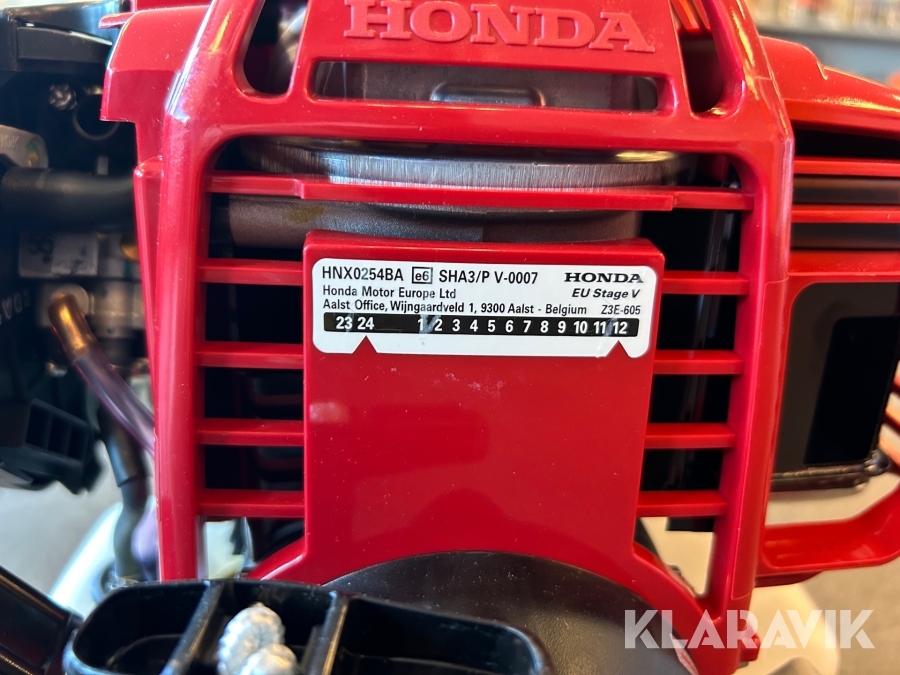 HONDA
HNX0254BA e6 SHA3/P V-0007 HONDA
Honda Motor Europe Ltd EU Stage V
Aalst Office, Wijngaardveld 1, 9300 Aalst - Belgium Z3E-605
23 24 1 2 3 4 5 6 7 8 9 10 11 12
KLARAVIK